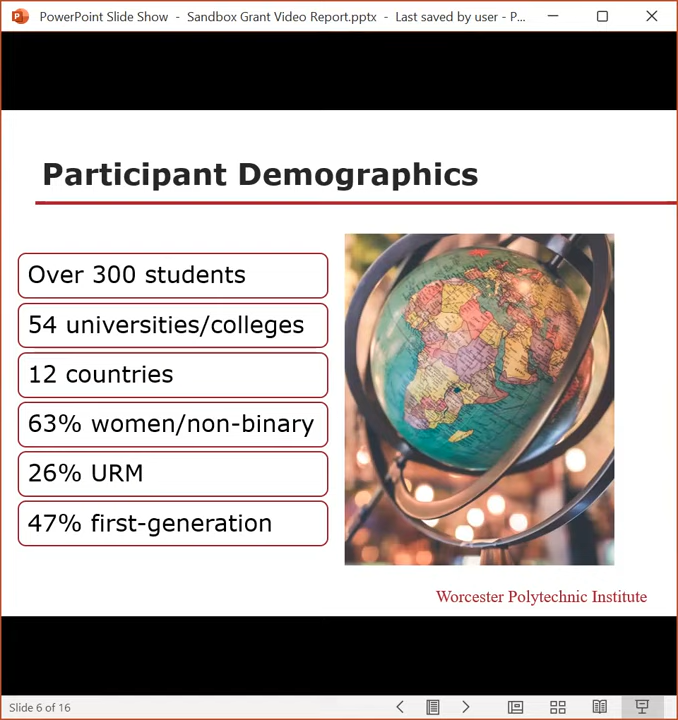 PowerPoint Slide Show - Sandbox Grant Video Report.pptx - Last saved by user - P...
Participant Demographics
Over 300 students
54 universities/colleges
12 countries
63% women/non-binary
26% URM
47% first-generation
Worcester Polytechnic Institute
Slide 6 of 16